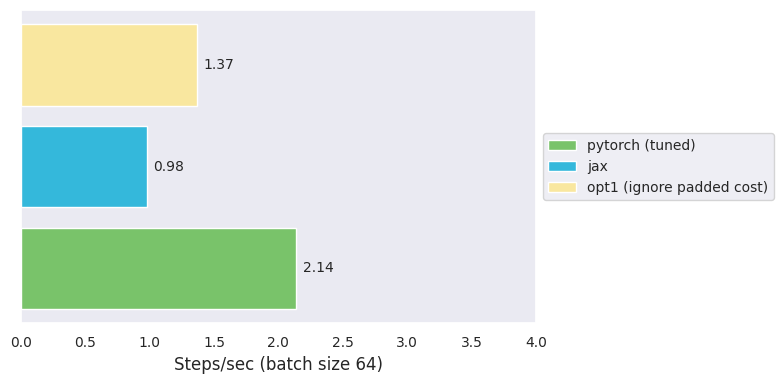 1.37
0.98
2.14
pytorch (tuned)
jax
opt1 (ignore padded cost)
0.0 0.5 1.0 1.5 2.0 2.5 3.0 3.5 4.0
Steps/sec (batch size 64)